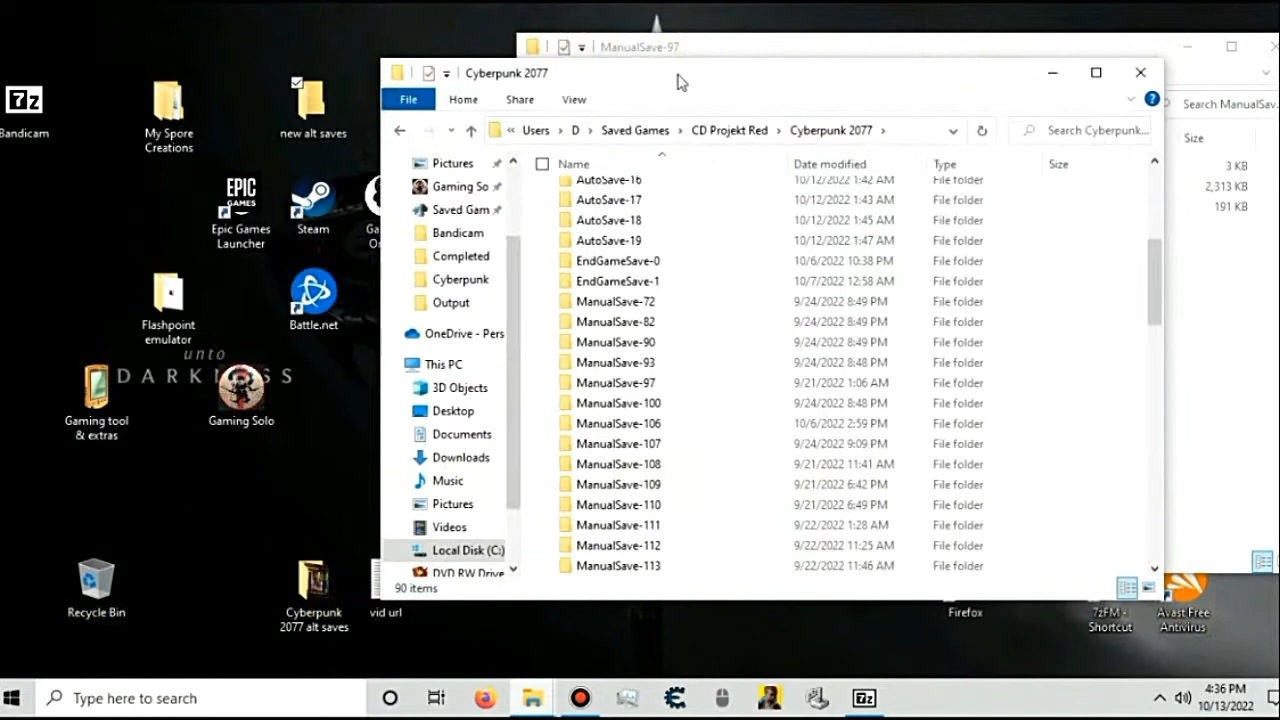 ManualSave-97
Cyberpunk 2077
File Home Share View
Users D Saved Games CD Projekt Red Cyberpunk 2077
Search Cyberpunk...
Search ManualSav
Name Date modified Type Size
Size
3 KB
2,313 KB
191 KB
AutoSave-16 10/12/2022 1:42 AM File folder
AutoSave-17 10/12/2022 1:43 AM File folder
AutoSave-18 10/12/2022 1:45 AM File folder
AutoSave-19 10/12/2022 1:47 AM File folder
EndGameSave-0 10/6/2022 10:38 PM File folder
EndGameSave-1 10/7/2022 12:58 AM File folder
ManualSave-72 9/24/2022 8:49 PM File folder
ManualSave-82 9/24/2022 8:49 PM File folder
ManualSave-90 9/24/2022 8:49 PM File folder
ManualSave-93 9/24/2022 8:48 PM File folder
ManualSave-97 9/21/2022 1:06 AM File folder
ManualSave-100 9/24/2022 8:48 PM File folder
ManualSave-106 10/6/2022 2:59 PM File folder
ManualSave-107 9/24/2022 9:09 PM File folder
ManualSave-108 9/21/2022 11:41 AM File folder
ManualSave-109 9/21/2022 6:42 PM File folder
ManualSave-110 9/21/2022 6:49 PM File folder
ManualSave-111 9/22/2022 1:28 AM File folder
ManualSave-112 9/22/2022 11:25 AM File folder
ManualSave-113 9/22/2022 11:46 AM File folder
90 items
Pictures
Gaming So
Saved Gam
Bandicam
Completed
Cyberpunk
Output
OneDrive - Pers
This PC
3D Objects
Desktop
Documents
Downloads
Music
Pictures
Videos
Local Disk (C:)
DVD RW Drive
7z
Bandicam
My Spore
Creations
new alt saves
EPIC
GAMES
Epic Games
Launcher
Steam
Flashpoint
emulator
Battle.net
unto
DARKNESS
Gaming tool
& extras
Gaming Solo
Recycle Bin
Cyberpunk
2077 alt saves
vid url
Firefox
7zFM -
Shortcut
Avast Free
Antivirus
Type here to search
7z
4:36 PM
10/13/2022